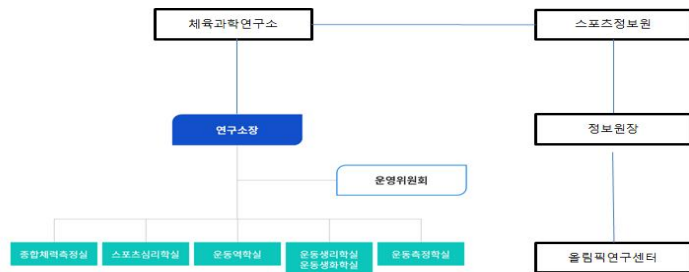 체육과학연구소
스포츠정보원
연구소장
정보원장
운영위원회
종합체력측정실
스포츠심리학실
운동역학실
운동생리학실
운동생화학실
운동측정학실
올림픽연구센터